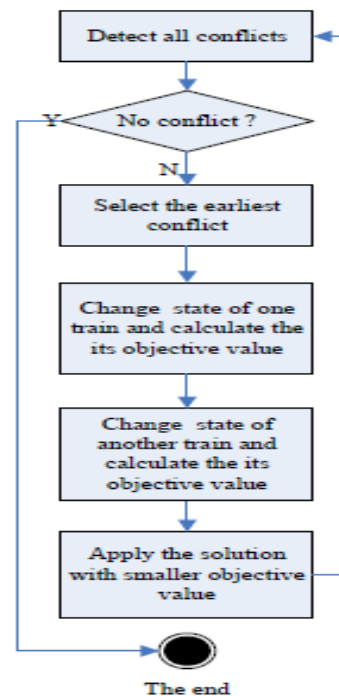 Detect all conflicts
No conflict ?
Y
N
Select the earliest
conflict
Change state of one
train and calculate the
its objective value
Change state of
another train and
calculate the its
objective value
Apply the solution
with smaller objective
value
The end